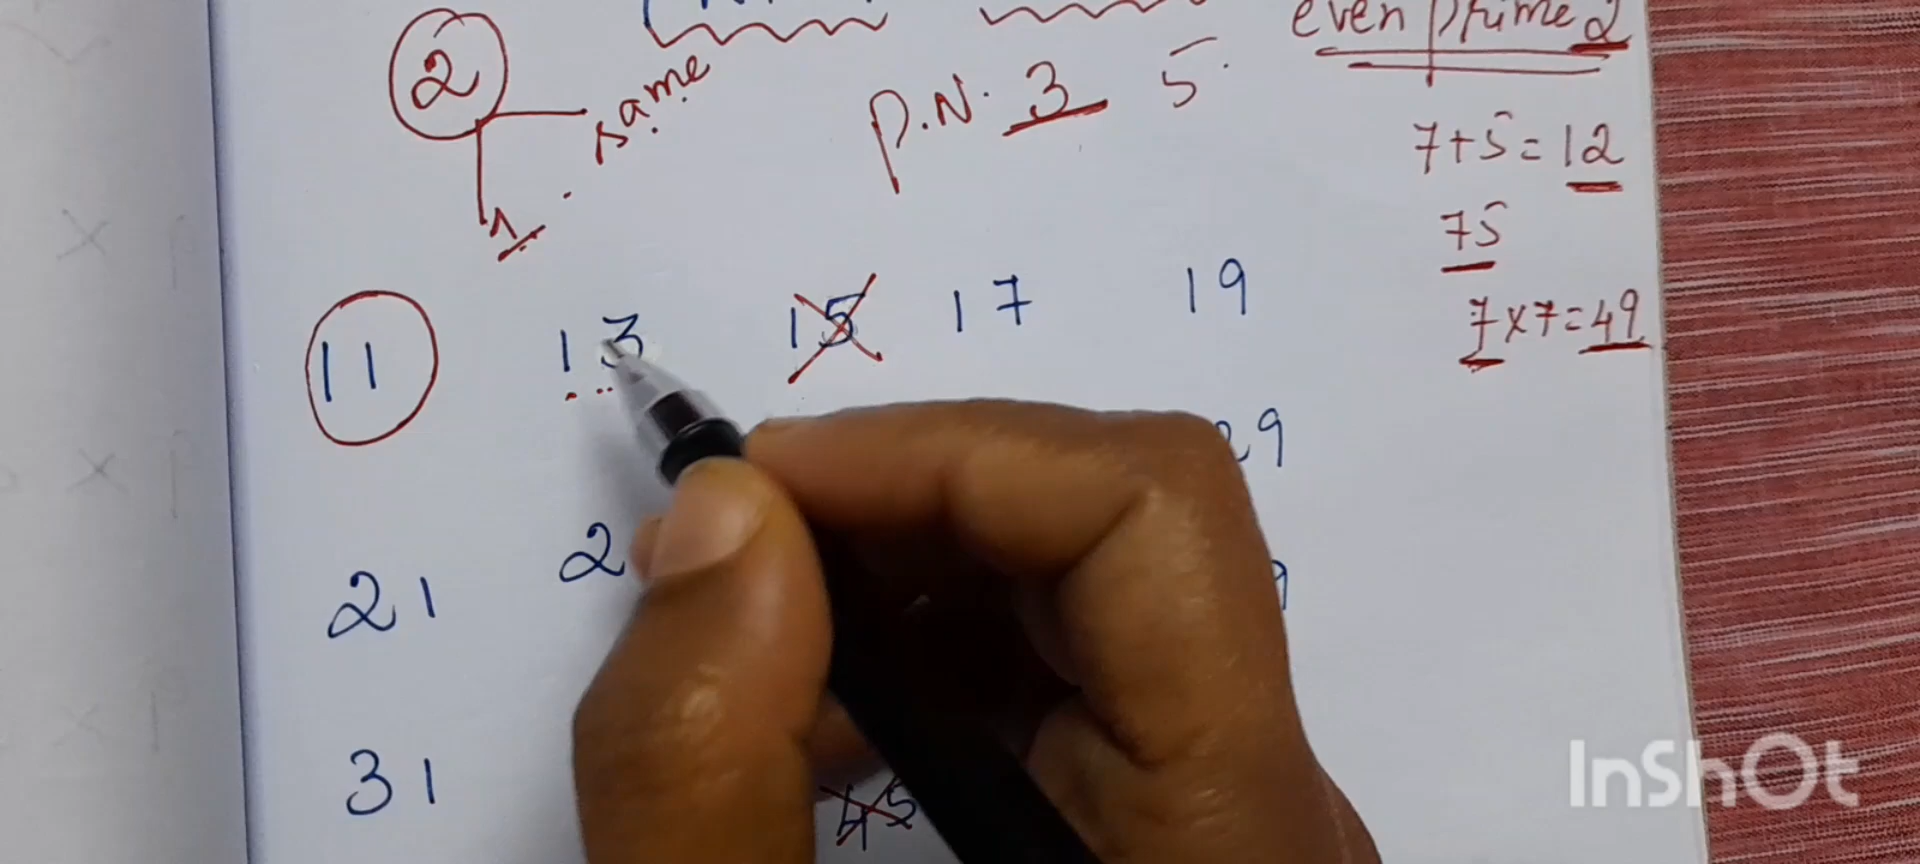 2 same
1
P.N. 3 5
even prime 2
7+5=12
75
7x7=49
11 13 15 17 19
29
21 2
31
45
InShOt